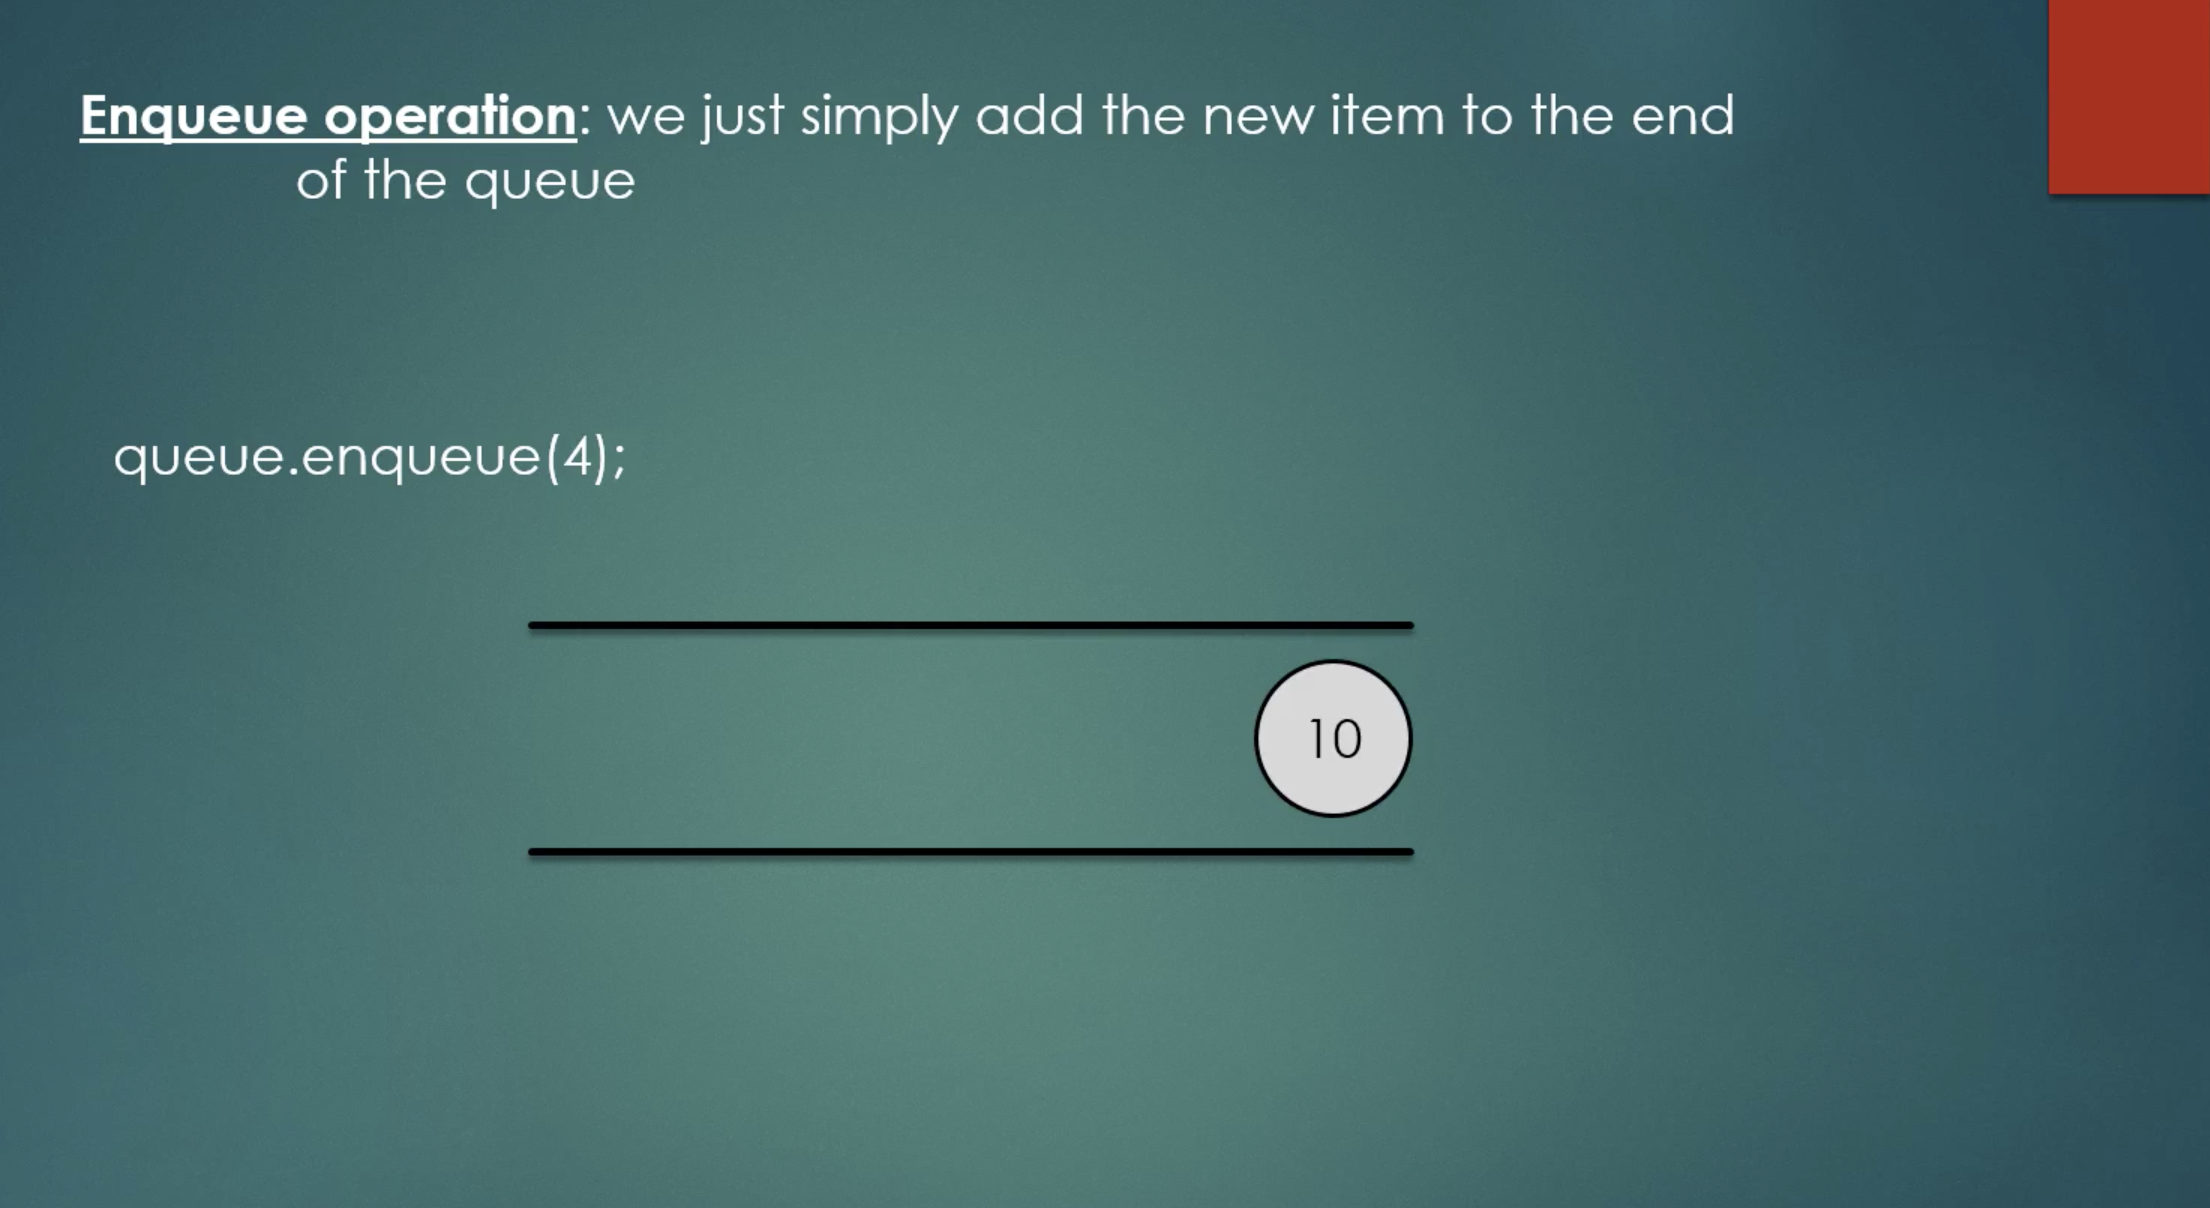 Enqueue operation: we just simply add the new item to the end
of the queue
queue.enqueue(4);
10